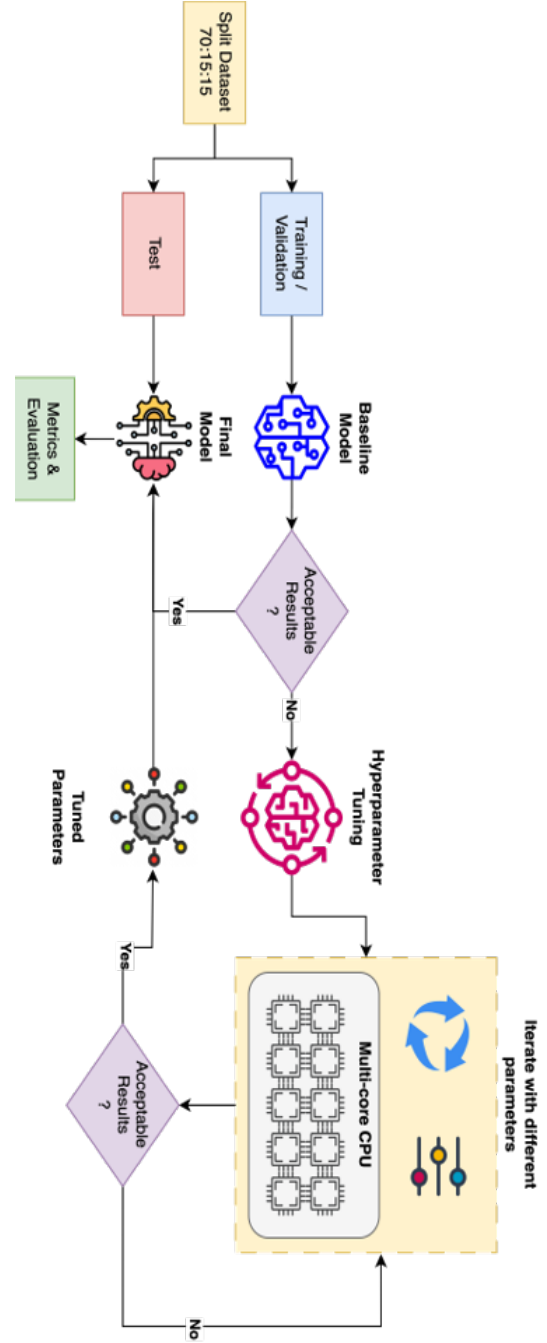 Split Dataset
70:15:15
Training /
Validation
Test
Baseline
Model
Final
Model
Metrics &
Evaluation
Acceptable
Results
?
Yes
No
Hyperparameter
Tuning
Tuned
Parameters
Iterate with different
parameters
Multi-core CPU
Acceptable
Results
?
Yes
No